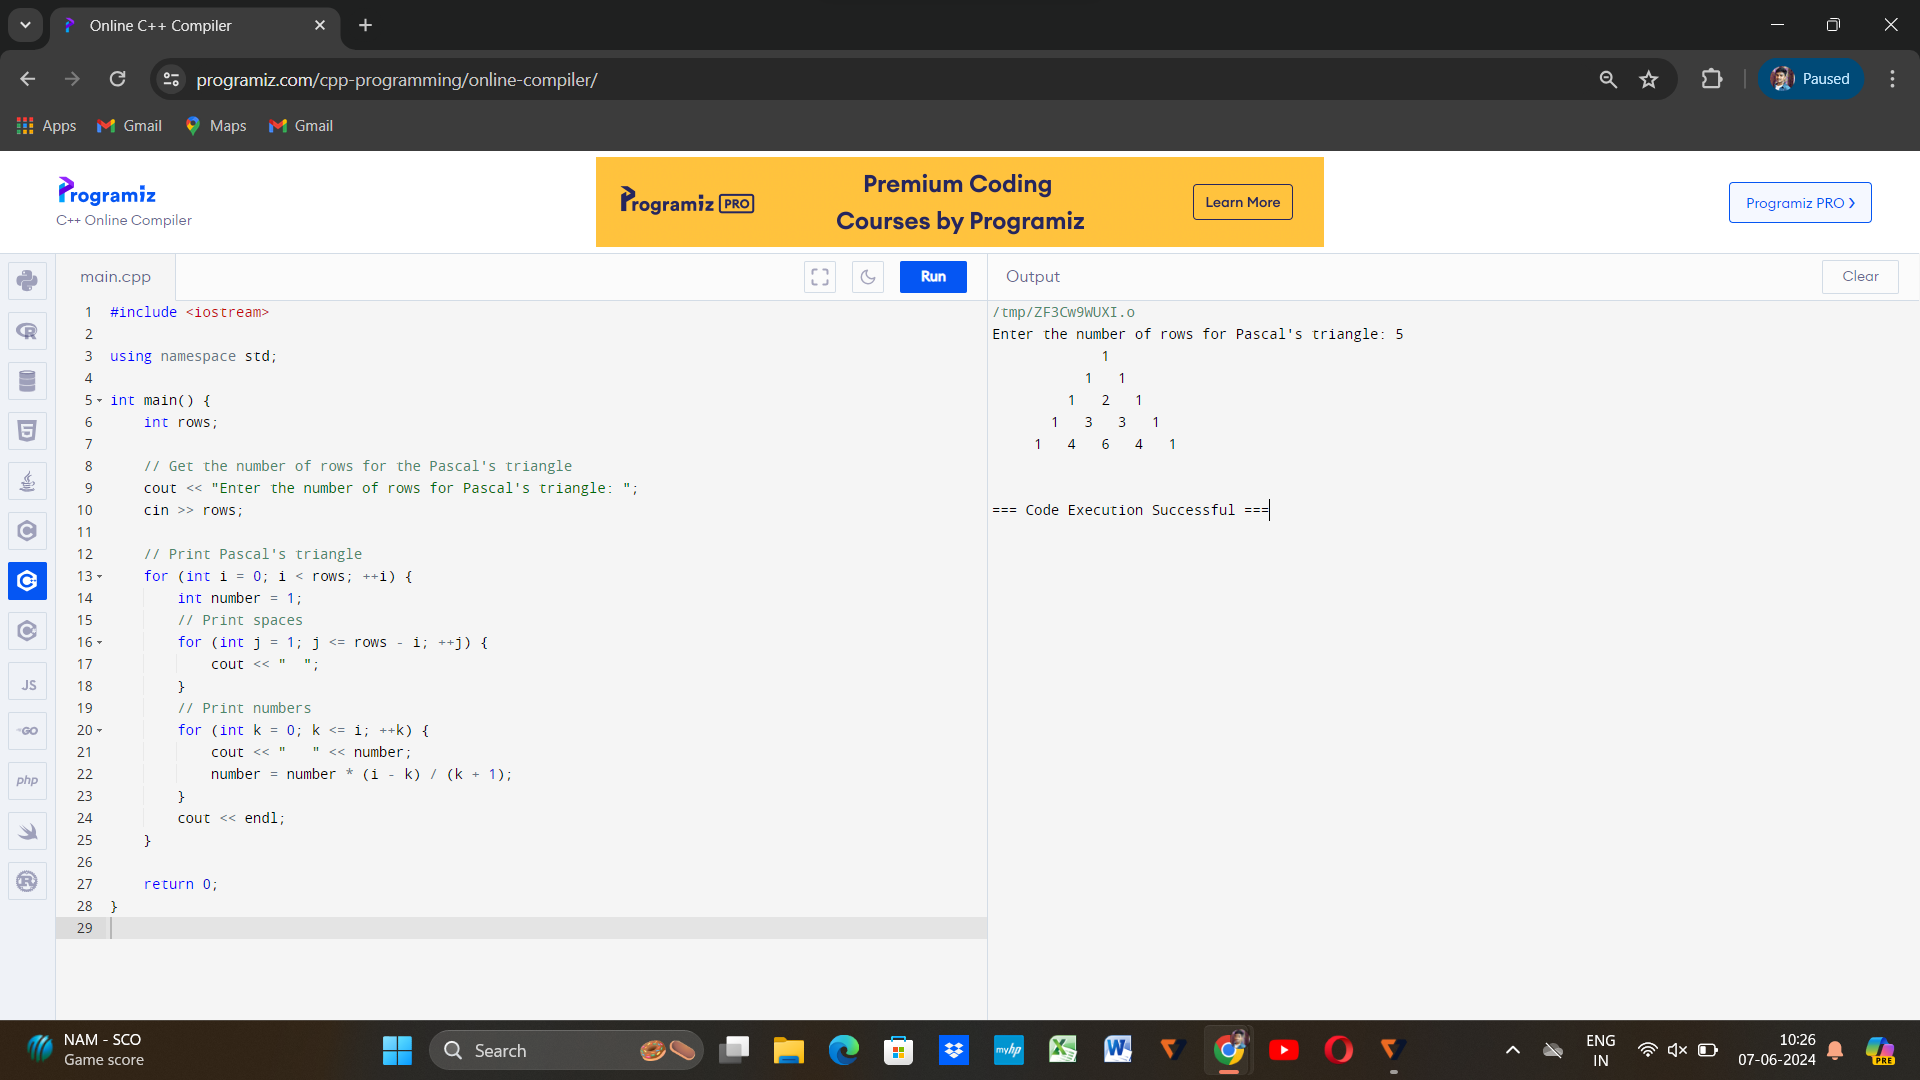 Online C++ Compiler
programiz.com/cpp-programming/online-compiler/
Paused
Apps
Gmail
Maps
Gmail
Programiz
C++ Online Compiler
Programiz PRO
Premium Coding
Courses by Programiz
Learn More
Programiz PRO >
main.cpp
Run
Output
Clear
1 #include <iostream>
2
3 using namespace std;
4
5 int main() {
6     int rows;
7
8     // Get the number of rows for the Pascal's triangle
9     cout << "Enter the number of rows for Pascal's triangle: ";
10     cin >> rows;
11
12     // Print Pascal's triangle
13     for (int i = 0; i < rows; ++i) {
14         int number = 1;
15         // Print spaces
16         for (int j = 1; j <= rows - i; ++j) {
17             cout << "  ";
18         }
19         // Print numbers
20         for (int k = 0; k <= i; ++k) {
21             cout << "   " << number;
22             number = number * (i - k) / (k + 1);
23         }
24         cout << endl;
25     }
26
27     return 0;
28 }
29
/tmp/ZF3Cw9WUXI.o
Enter the number of rows for Pascal's triangle: 5
1
1 1
1 2 1
1 3 3 1
1 4 6 4 1
=== Code Execution Successful ===
JS
GO
php
NAM - SCO
Game score
Search
myhp
ENG
IN
10:26
07-06-2024
PRE